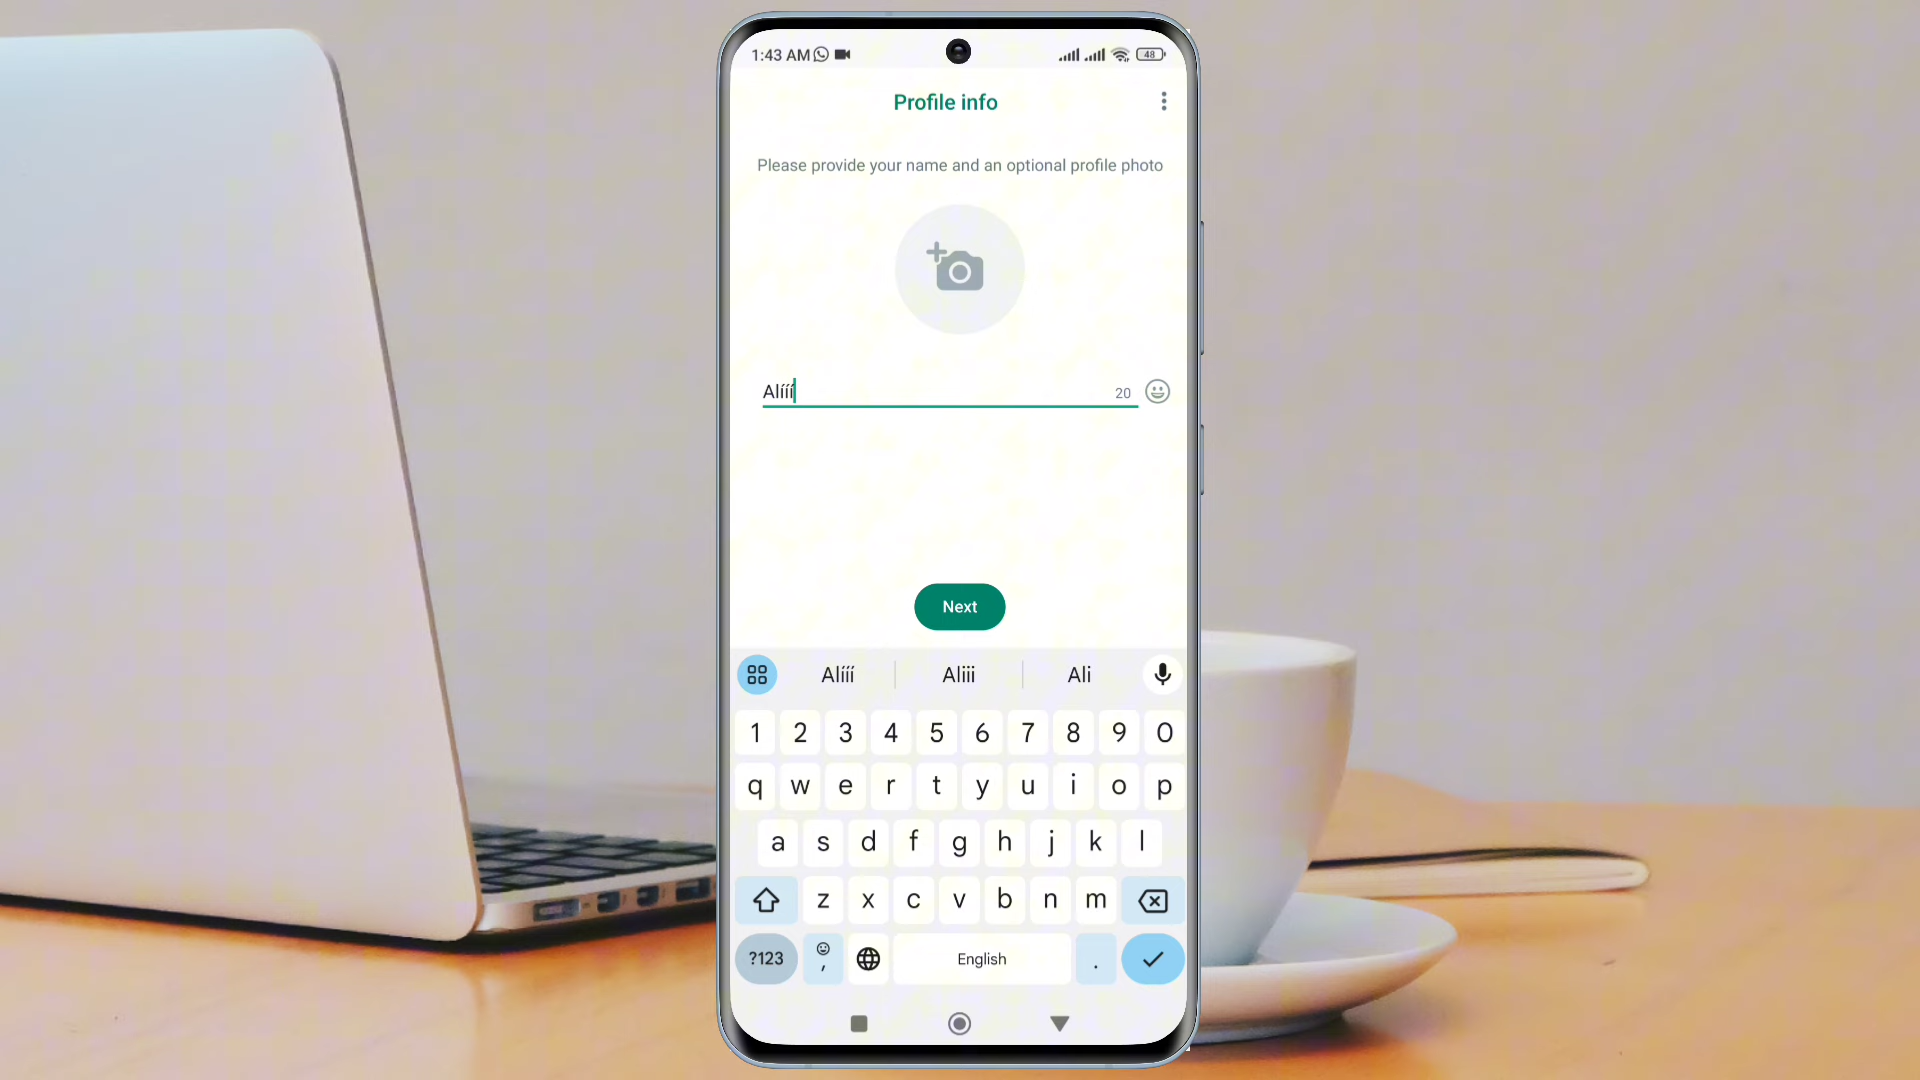 1:43 AM
48
Profile info
Please provide your name and an optional profile photo
Alííí
20
Next
Alííí Aliii Ali
1 2 3 4 5 6 7 8 9 0
q w e r t y u i o p
a s d f g h j k l
z x c v b n m
?123 , English .